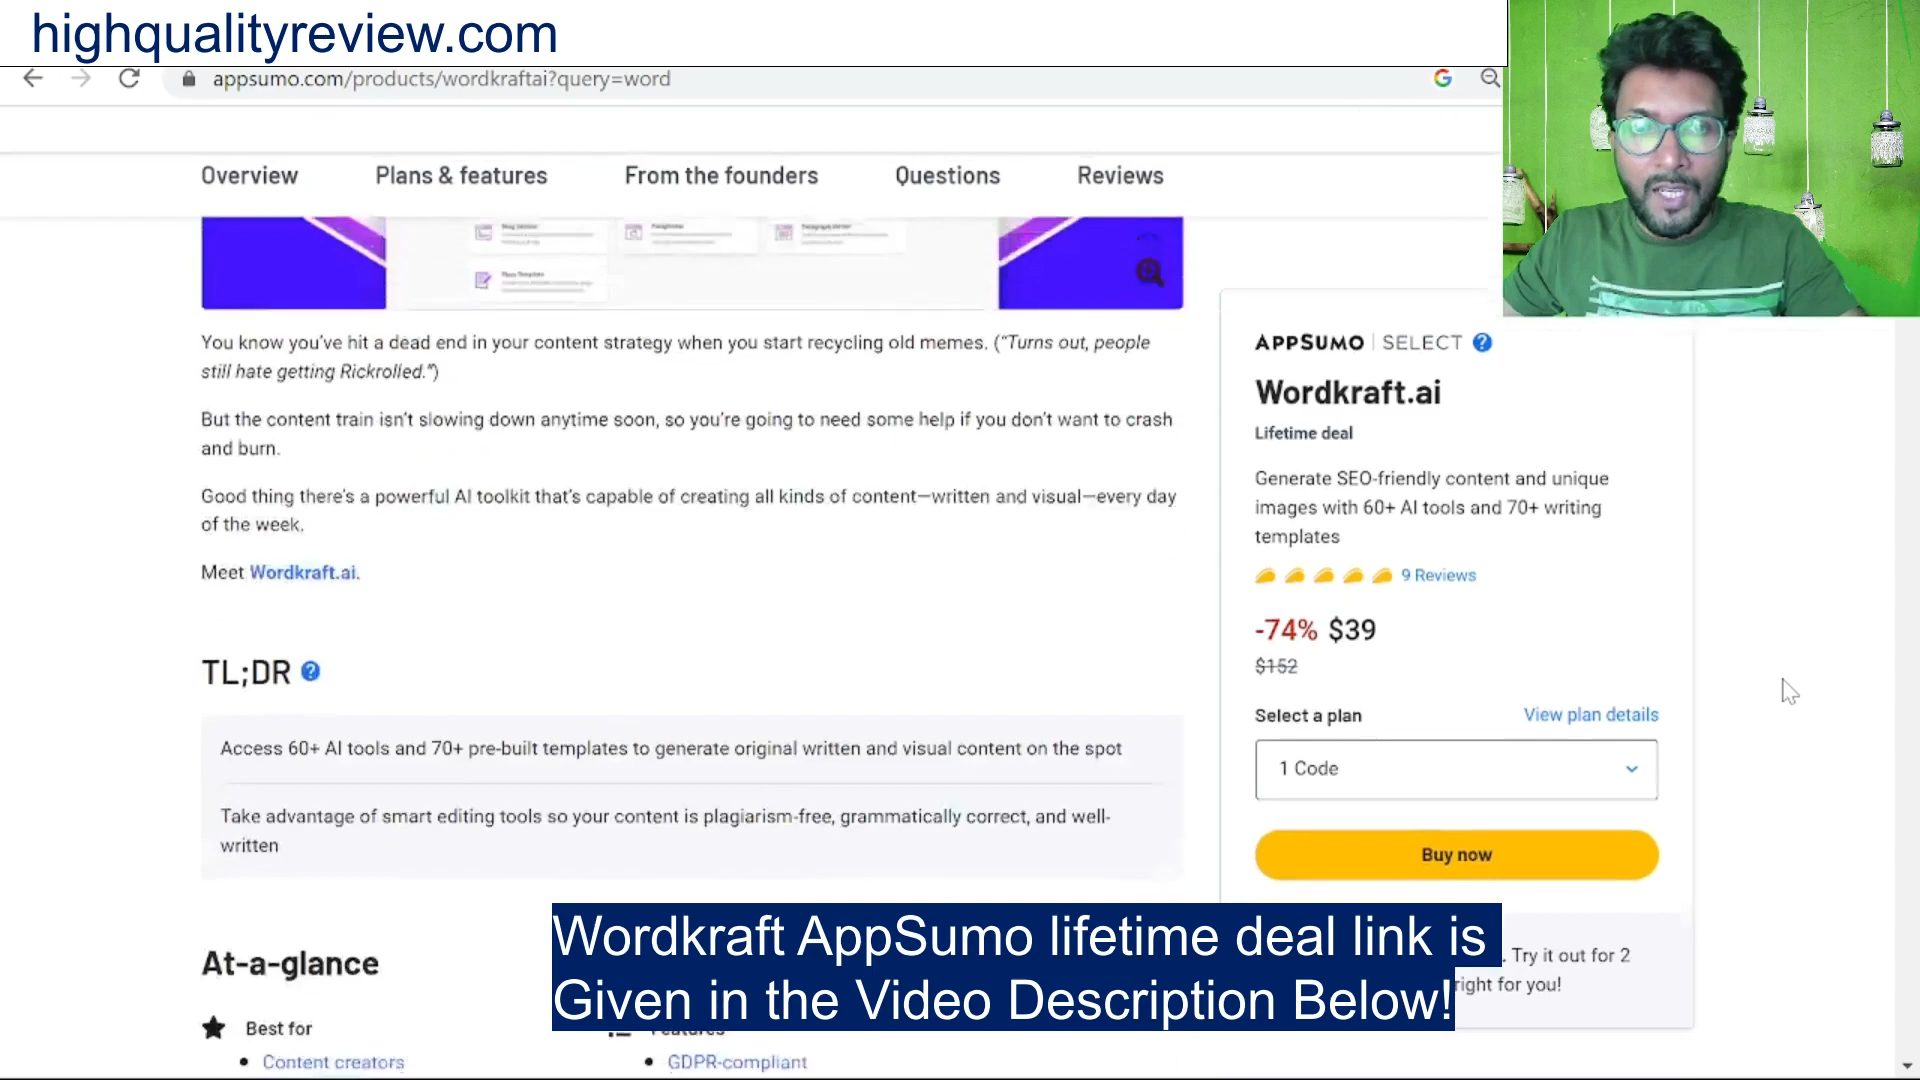 highqualityreview.com
appsumo.com/products/wordkraftai?query=word
Overview Plans & features From the founders Questions Reviews
You know you've hit a dead end in your content strategy when you start recycling old memes. ("Turns out, people
still hate getting Rickrolled.")
But the content train isn't slowing down anytime soon, so you're going to need some help if you don't want to crash
and burn.
Good thing there's a powerful AI toolkit that's capable of creating all kinds of content—written and visual—every day
of the week.
Meet Wordkraft.ai.
TL;DR ?
Access 60+ AI tools and 70+ pre-built templates to generate original written and visual content on the spot
Take advantage of smart editing tools so your content is plagiarism-free, grammatically correct, and well-
written
At-a-glance
Best for
Content creators
Features
GDPR-compliant
APPSUMO | SELECT ?
Wordkraft.ai
Lifetime deal
Generate SEO-friendly content and unique
images with 60+ AI tools and 70+ writing
templates
9 Reviews
-74% $39
$152
Select a plan View plan details
1 Code
Buy now
. Try it out for 2
right for you!
Wordkraft AppSumo lifetime deal link is
Given in the Video Description Below!